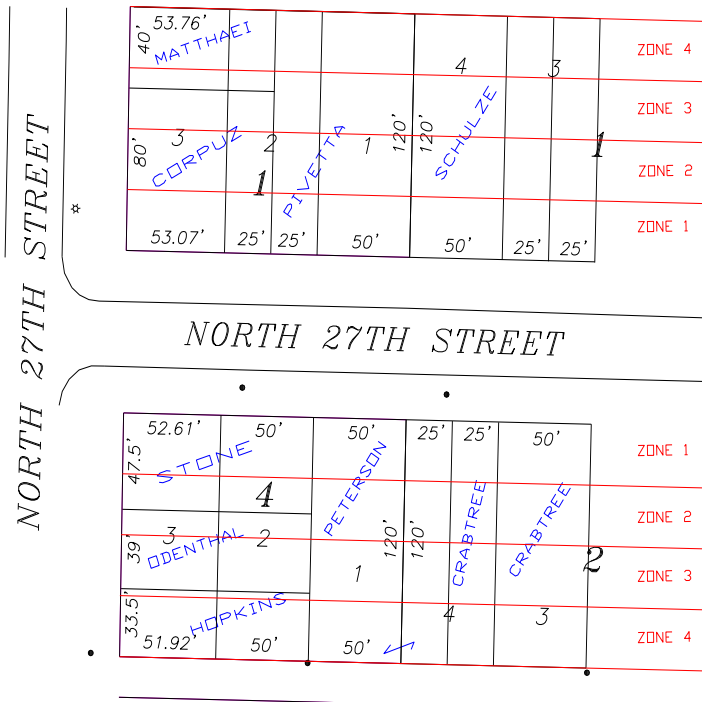 53.76'
40'
MATTHAEI
4
3
ZONE 4
ZONE 3
3
80'
CORPUZ
2
PIVETTA
1
120'
120'
SCHULZE
1
ZONE 2
1
53.07'
25'
25'
50'
50'
25'
25'
ZONE 1
NORTH 27TH STREET
NORTH 27TH STREET
52.61'
50'
50'
25'
25'
50'
ZONE 1
47.5'
STONE
4
PETERSON
CRABTREE
CRABTREE
ZONE 2
39'
3
ODENTHAL
2
120'
120'
2
1
ZONE 3
33.5'
HOPKINS
4
3
51.92'
50'
50'
ZONE 4